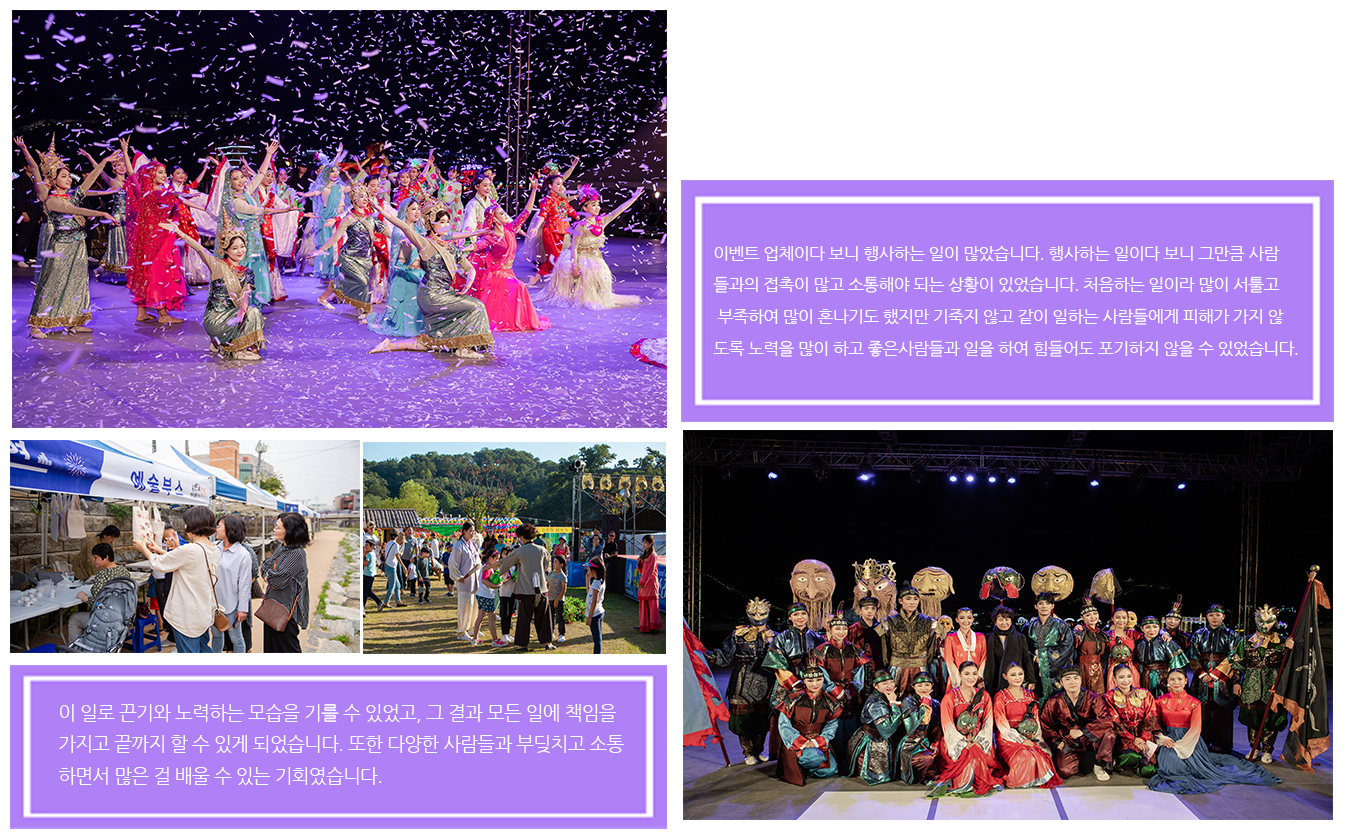 이벤트 업체이다 보니 행사하는 일이 많았습니다. 행사하는 일이다 보니 그만큼 사람
들과의 접촉이 많고 소통해야 되는 상황이 있었습니다. 처음하는 일이라 많이 서툴고
부족하여 많이 혼나기도 했지만 기죽지 않고 같이 일하는 사람들에게 피해가 가지 않
도록 노력을 많이 하고 좋은사람들과 일을 하여 힘들어도 포기하지 않을 수 있었습니다.
예술부스
이 일로 끈기와 노력하는 모습을 기를 수 있었고, 그 결과 모든 일에 책임을
가지고 끝까지 할 수 있게 되었습니다. 또한 다양한 사람들과 부딪치고 소통
하면서 많은 걸 배울 수 있는 기회였습니다.